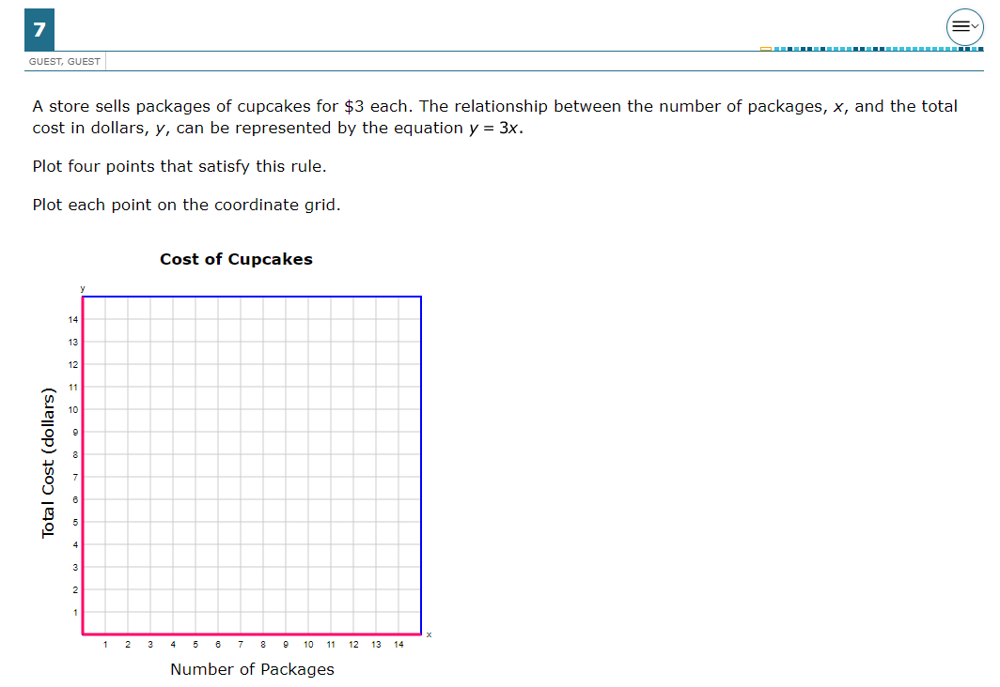 7
GUEST, GUEST
A store sells packages of cupcakes for $3 each. The relationship between the number of packages, x, and the total
cost in dollars, y, can be represented by the equation y = 3x.
Plot four points that satisfy this rule.
Plot each point on the coordinate grid.
Cost of Cupcakes
y
14
13
12
11
10
9
8
7
6
5
4
3
2
1
Total Cost (dollars)
x
1 2 3 4 5 6 7 8 9 10 11 12 13 14
Number of Packages